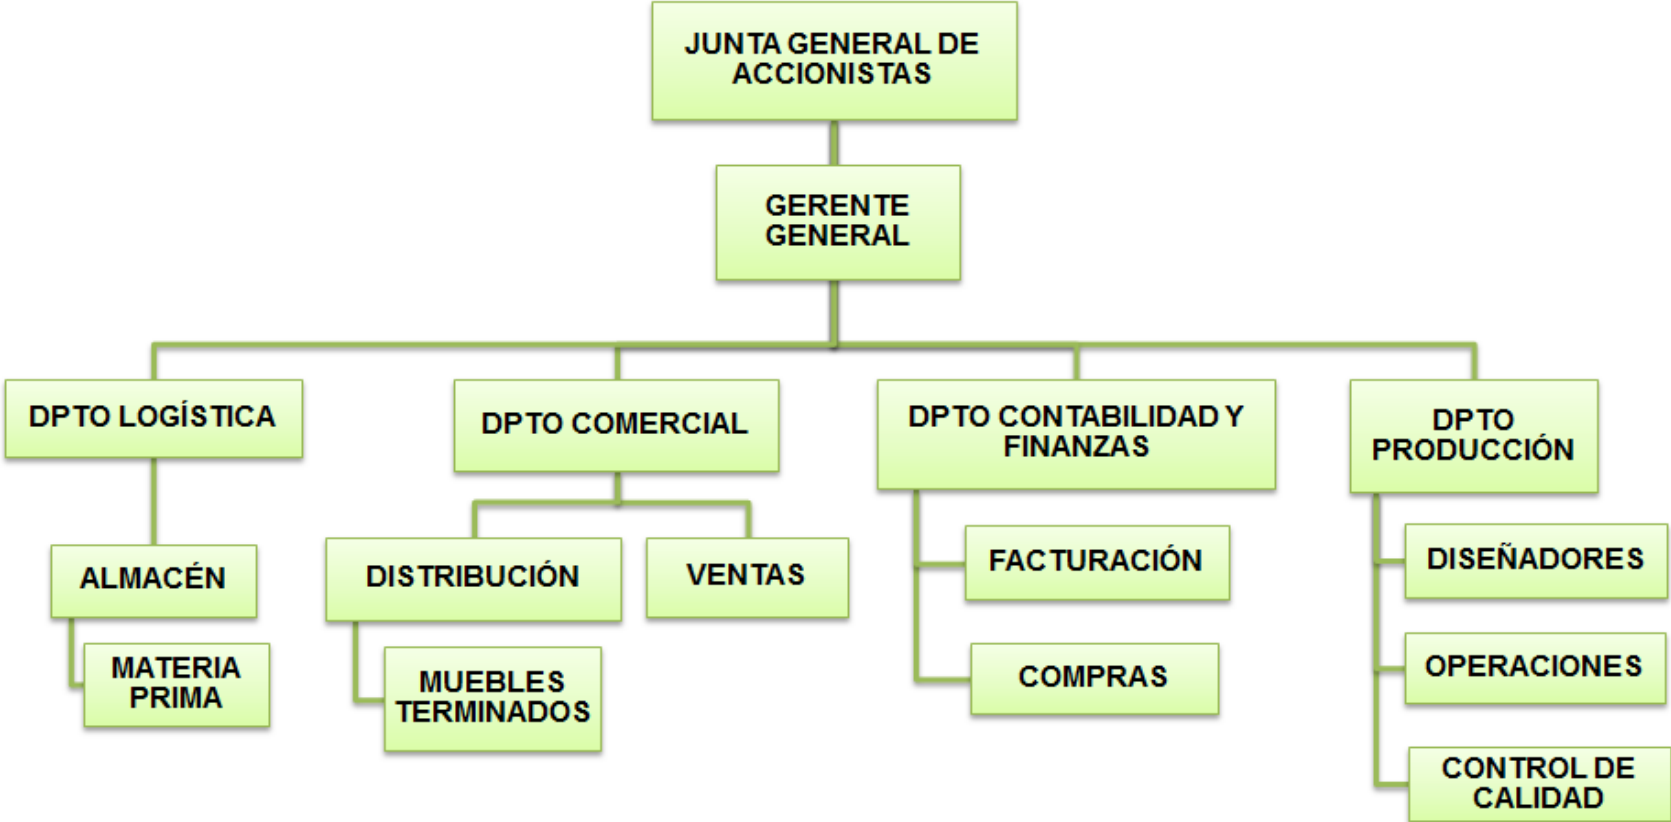 JUNTA GENERAL DE
ACCIONISTAS
GERENTE
GENERAL
DPTO LOGÍSTICA
DPTO COMERCIAL
DPTO CONTABILIDAD Y
FINANZAS
DPTO
PRODUCCIÓN
ALMACÉN
MATERIA
PRIMA
DISTRIBUCIÓN
VENTAS
MUEBLES
TERMINADOS
FACTURACIÓN
COMPRAS
DISEÑADORES
OPERACIONES
CONTROL DE
CALIDAD